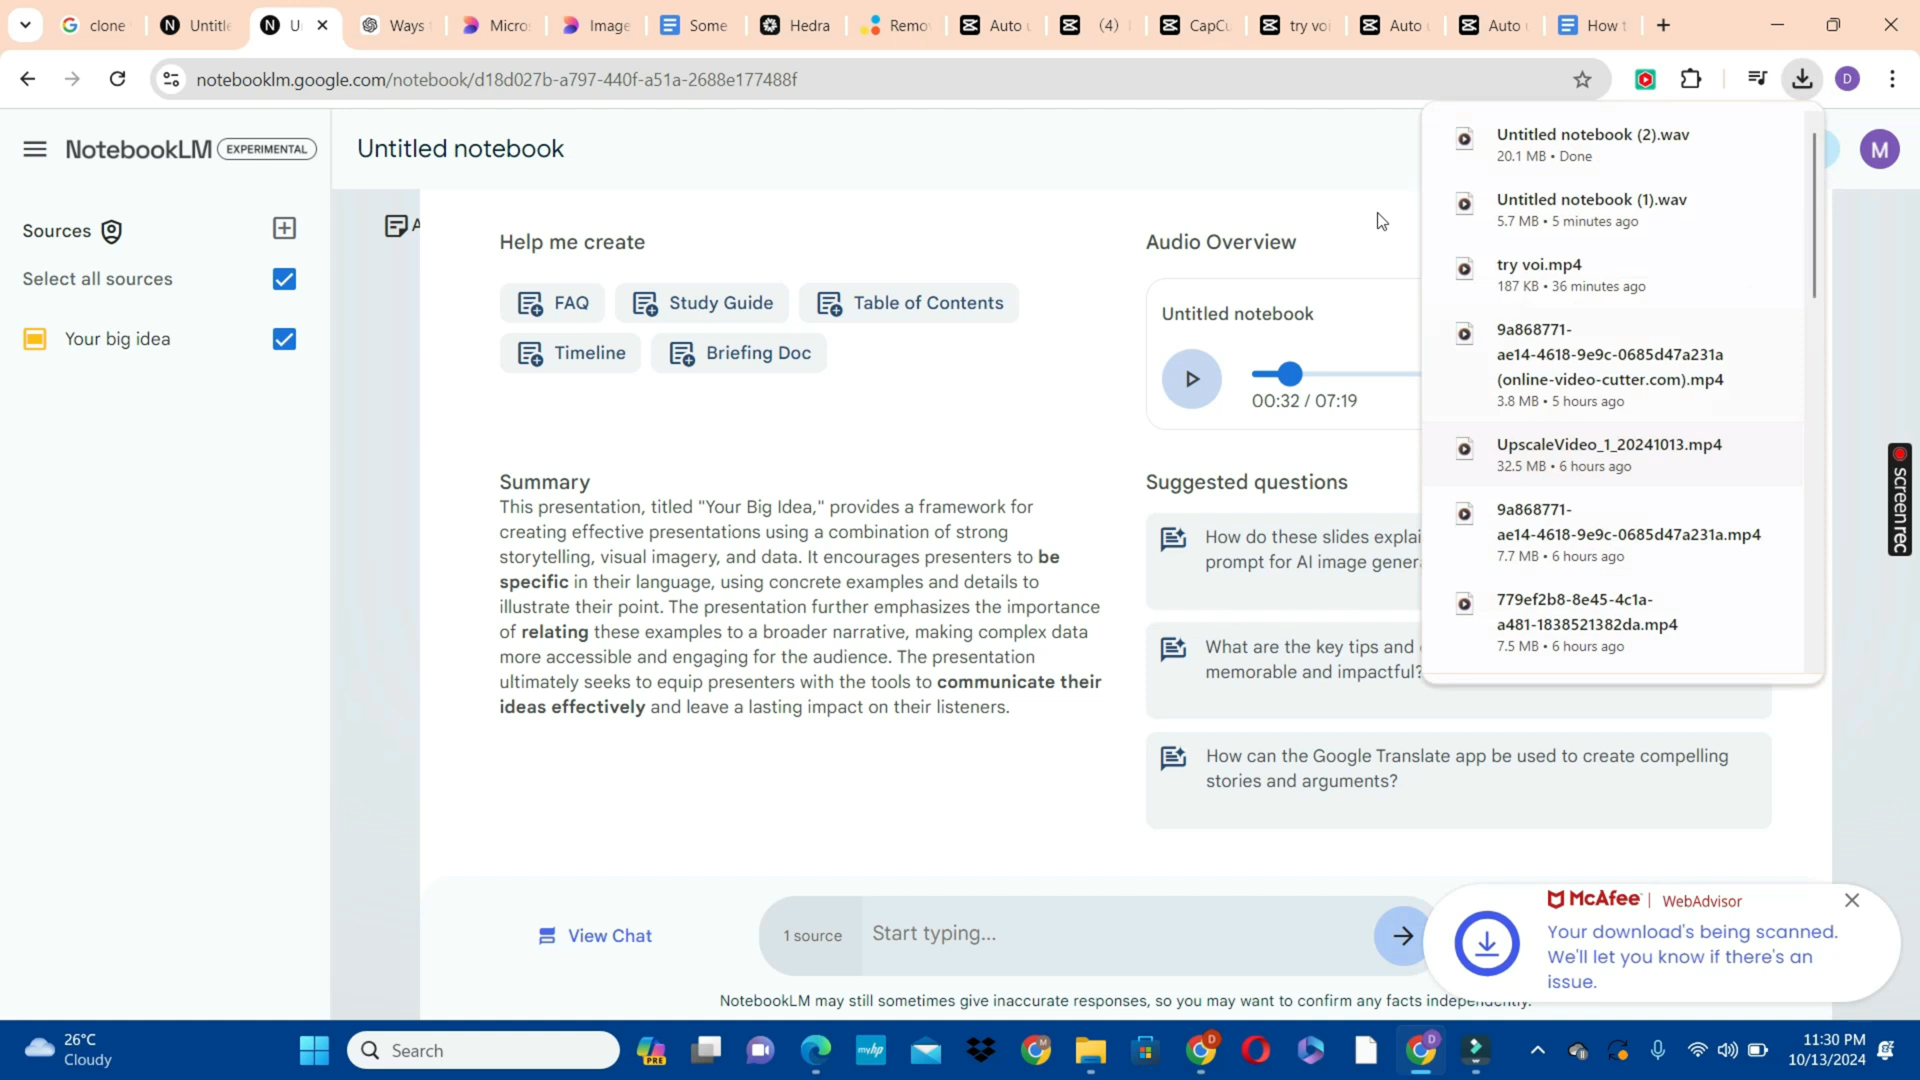 clone
Untitle
U
Ways
Micro
Image
Some
Hedra
Remo
Auto
(4)
CapCu
try voi
Auto
Auto
How t
notebooklm.google.com/notebook/d18d027b-a797-440f-a51a-2688e177488f
D
NotebookLM
EXPERIMENTAL
Untitled notebook
M
Sources
Select all sources
Your big idea
A
Help me create
FAQ
Study Guide
Table of Contents
Timeline
Briefing Doc
Audio Overview
Untitled notebook
00:32 / 07:19
Summary
This presentation, titled "Your Big Idea," provides a framework for
creating effective presentations using a combination of strong
storytelling, visual imagery, and data. It encourages presenters to be
specific in their language, using concrete examples and details to
illustrate their point. The presentation further emphasizes the importance
of relating these examples to a broader narrative, making complex data
more accessible and engaging for the audience. The presentation
ultimately seeks to equip presenters with the tools to communicate their
ideas effectively and leave a lasting impact on their listeners.
Suggested questions
How do these slides explai
prompt for AI image gener
What are the key tips and
memorable and impactful?
How can the Google Translate app be used to create compelling
stories and arguments?
Untitled notebook (2).wav
20.1 MB • Done
Untitled notebook (1).wav
5.7 MB • 5 minutes ago
try voi.mp4
187 KB • 36 minutes ago
9a868771-
ae14-4618-9e9c-0685d47a231a
(online-video-cutter.com).mp4
3.8 MB • 5 hours ago
UpscaleVideo_1_20241013.mp4
32.5 MB • 6 hours ago
9a868771-
ae14-4618-9e9c-0685d47a231a.mp4
7.7 MB • 6 hours ago
779ef2b8-8e45-4c1a-
a481-1838521382da.mp4
7.5 MB • 6 hours ago
screenrec
View Chat
1 source
Start typing...
NotebookLM may still sometimes give inaccurate responses, so you may want to confirm any facts independently.
McAfee | WebAdvisor
Your download's being scanned.
We'll let you know if there's an
issue.
26°C
Cloudy
Search
PRE
myhp
M
D
D
11:30 PM
10/13/2024